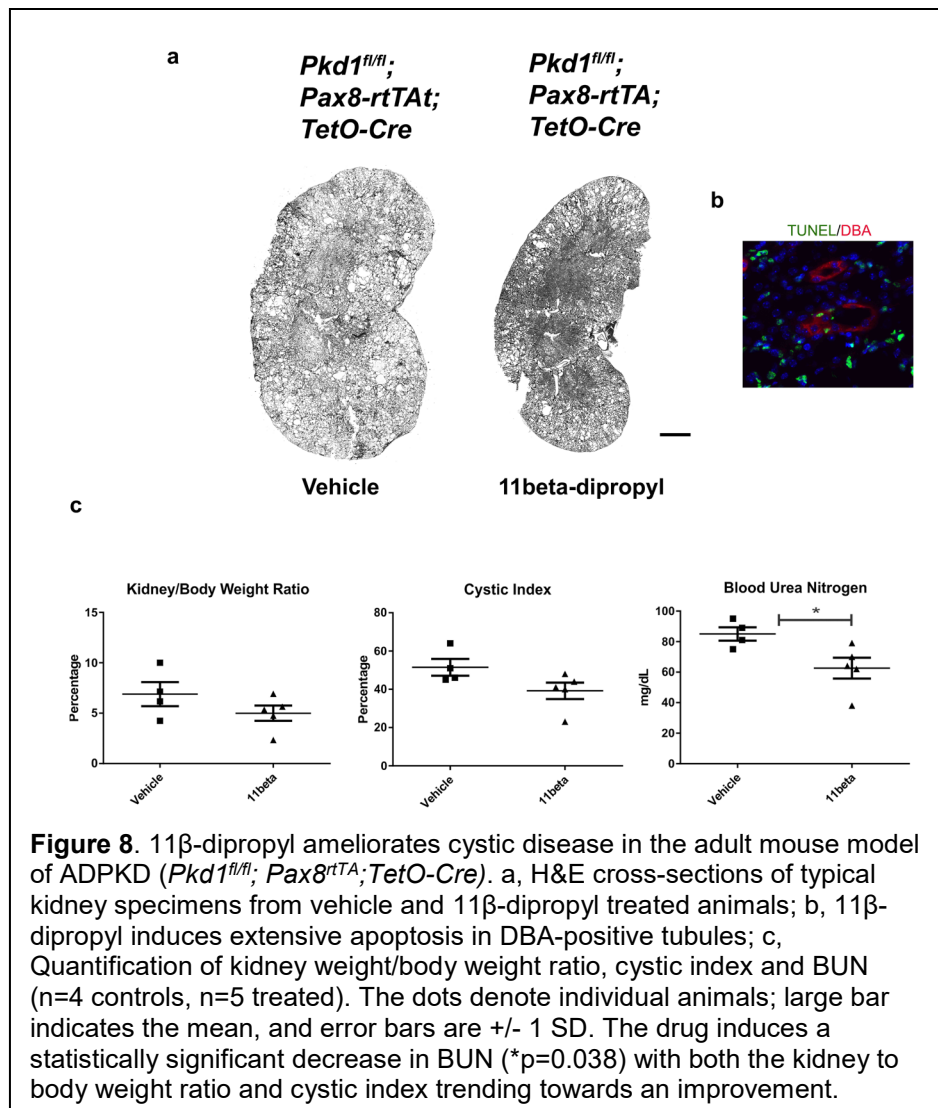 a
Pkd1fl/fl;
Pax8-rtTAt;
TetO-Cre
Pkd1fl/fl;
Pax8-rtTA;
TetO-Cre
b
TUNEL/DBA
Vehicle
11beta-dipropyl
c
Kidney/Body Weight Ratio
15
10
5
0
Percentage
Vehicle
11beta
Cystic Index
80
60
40
20
0
Percentage
Vehicle
11beta
Blood Urea Nitrogen
100
80
60
40
20
0
mg/dL
*
Vehicle
11beta
Figure 8. 11β-dipropyl ameliorates cystic disease in the adult mouse model
of ADPKD (Pkd1fl/fl; Pax8rtTA;TetO-Cre). a, H&E cross-sections of typical
kidney specimens from vehicle and 11β-dipropyl treated animals; b, 11β-
dipropyl induces extensive apoptosis in DBA-positive tubules; c,
Quantification of kidney weight/body weight ratio, cystic index and BUN
(n=4 controls, n=5 treated). The dots denote individual animals; large bar
indicates the mean, and error bars are +/- 1 SD. The drug induces a
statistically significant decrease in BUN (*p=0.038) with both the kidney to
body weight ratio and cystic index trending towards an improvement.